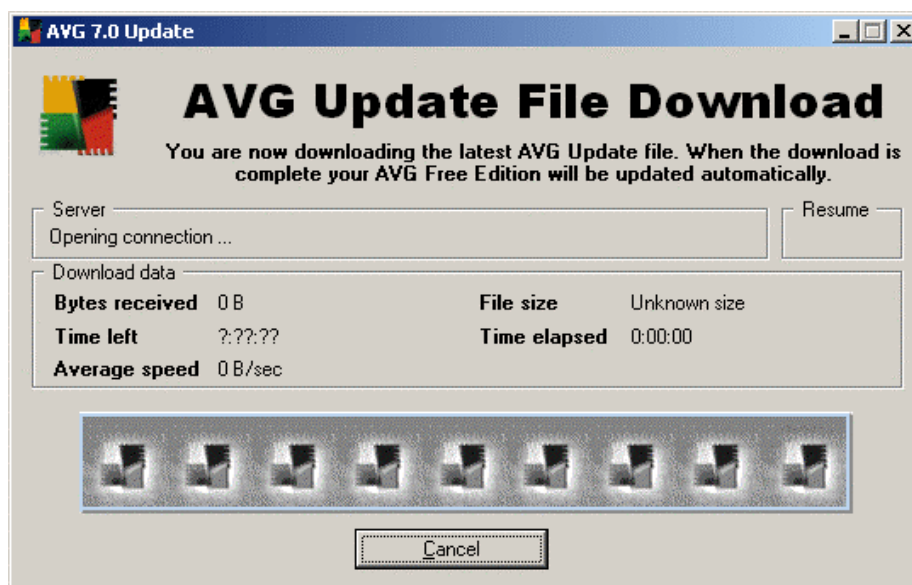 AVG 7.0 Update
AVG Update File Download
You are now downloading the latest AVG Update file. When the download is
complete your AVG Free Edition will be updated automatically.
Server
Resume
Opening connection ...
Download data
Bytes received 0 B
File size Unknown size
Time left ?:??:??
Time elapsed 0:00:00
Average speed 0 B/sec
Cancel